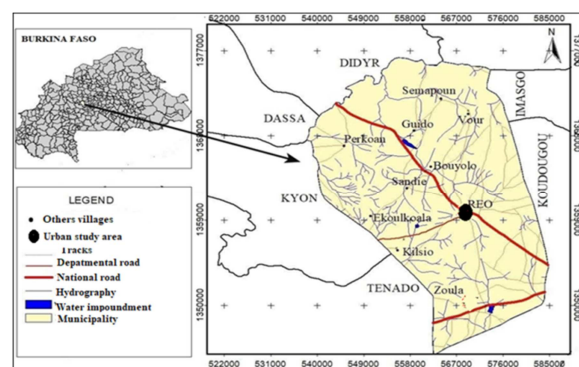 522000 531000 540000 549000 558000 567000 576000 585000
BURKINA FASO
N
1377000
1377000
DIDYR
IMASGO
Semapoun
DASSA
Guido
Vour
Perkoan
Bouyolo
KOUDOUGOU
Sandie
KYON
REO
LEGEND
Others villages
Urban study area
Tracks
Depatmental road
National road
Hydrography
Water impoundment
Municipality
1359000
Ekoulkoala
Kilsio
TENADO
Zoula
1350000
522000 531000 540000 549000 558000 567000 576000 585000